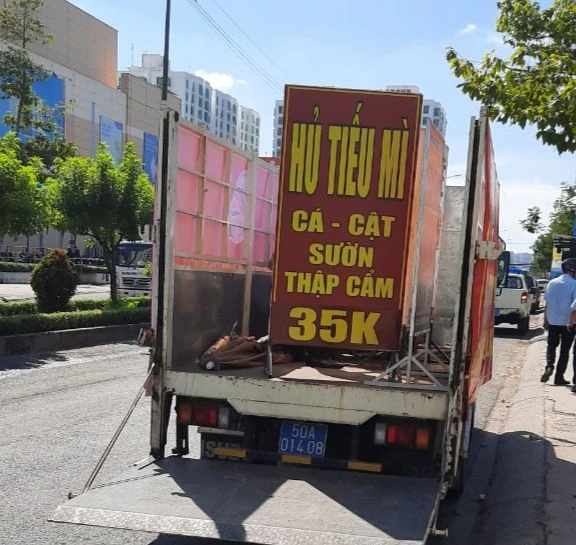 HỦ TIẾU MÌ
CÁ - CẬT
SƯỜN
THẬP CẨM
35K
50A
014.08